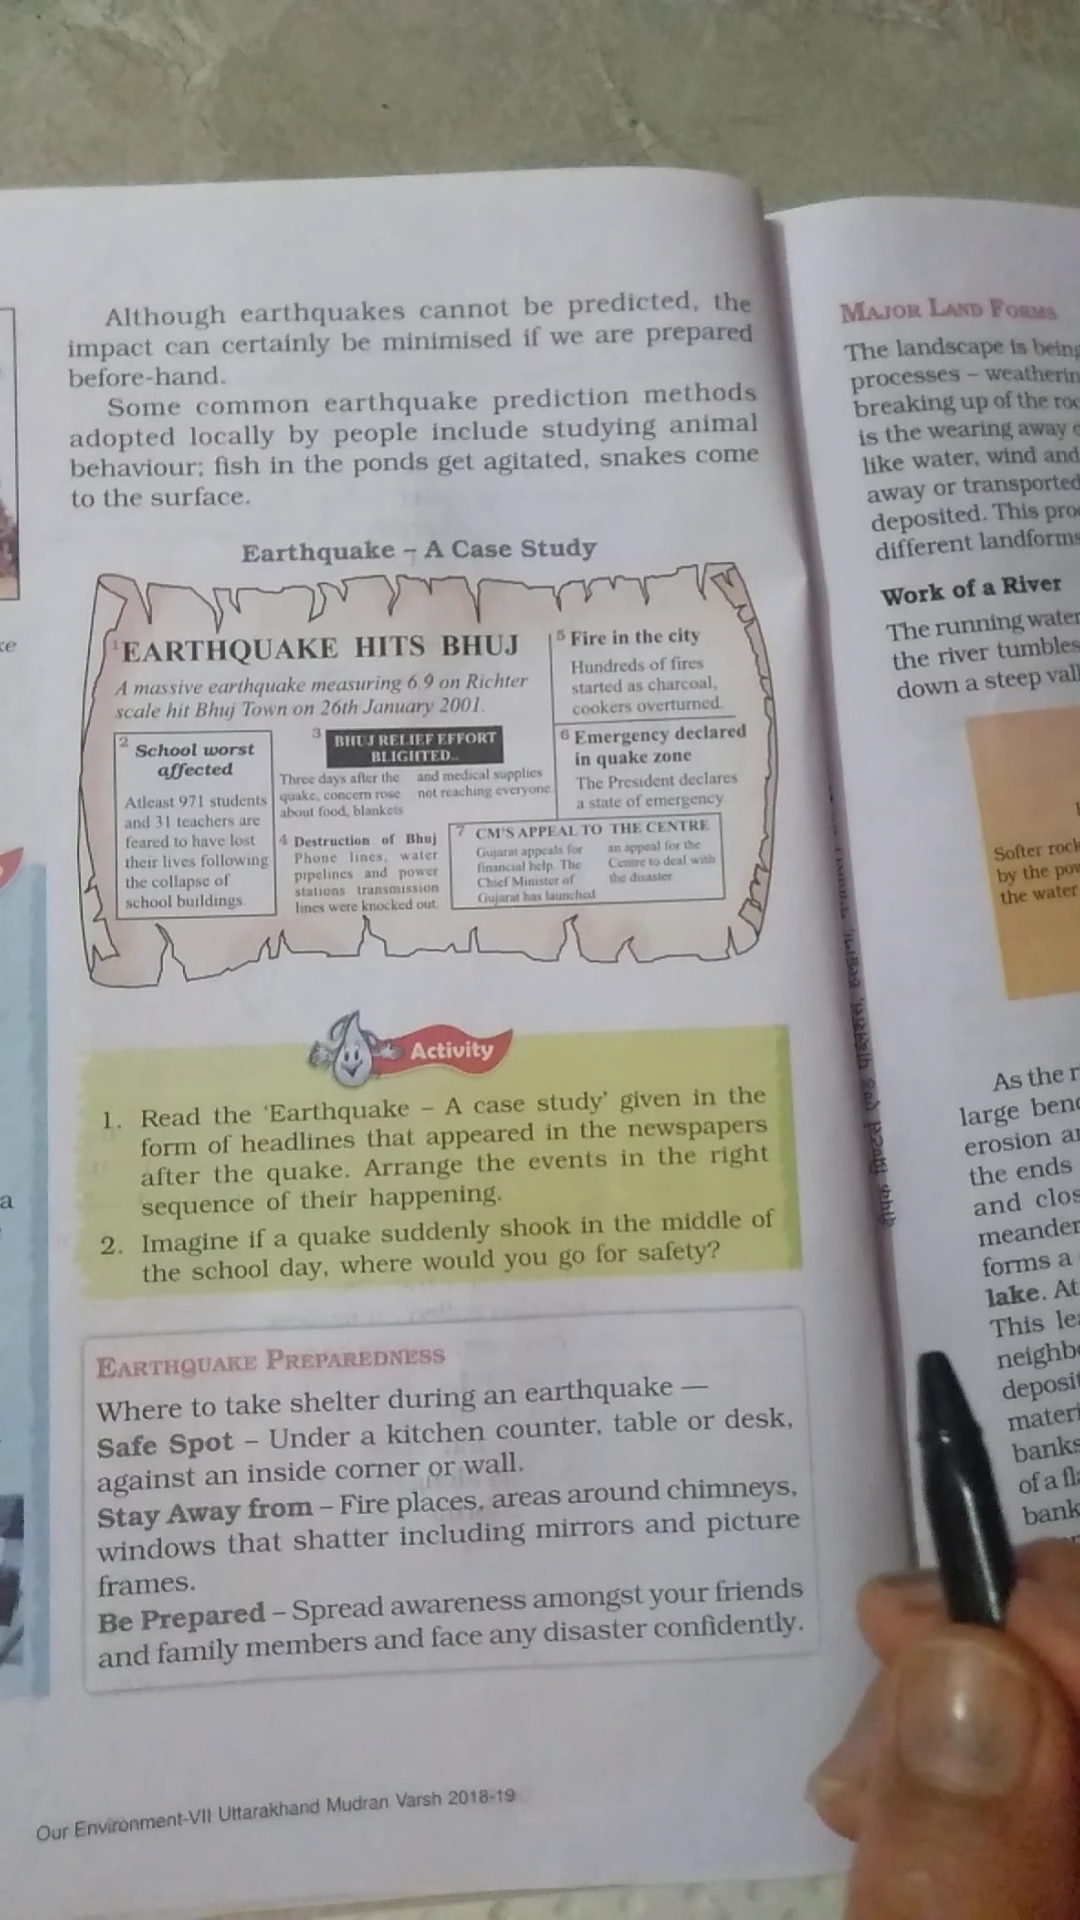 Although earthquakes cannot be predicted, the
impact can certainly be minimised if we are prepared
before-hand.
Some common earthquake prediction methods
adopted locally by people include studying animal
behaviour; fish in the ponds get agitated, snakes come
to the surface.
Earthquake – A Case Study
1 EARTHQUAKE HITS BHUJ
A massive earthquake measuring 6.9 on Richter
scale hit Bhuj Town on 26th January 2001.
2 School worst
affected
Atleast 971 students
and 31 teachers are
feared to have lost
their lives following
the collapse of
school buildings.
3 BHUJ RELIEF EFFORT
BLIGHTED..
Three days after the
quake, concern rose
about food, blankets
and medical supplies
not reaching everyone.
4 Destruction of Bhuj
Phone lines, water
pipelines and power
stations transmission
lines were knocked out.
5 Fire in the city
Hundreds of fires
started as charcoal,
cookers overturned.
6 Emergency declared
in quake zone
The President declares
a state of emergency
7 CM'S APPEAL TO THE CENTRE
Gujarat appeals for
financial help. The
Chief Minister of
Gujarat has launched
an appeal for the
Centre to deal with
the disaster
Activity
1. Read the 'Earthquake – A case study' given in the
form of headlines that appeared in the newspapers
after the quake. Arrange the events in the right
sequence of their happening.
2. Imagine if a quake suddenly shook in the middle of
the school day, where would you go for safety?
EARTHQUAKE PREPAREDNESS
Where to take shelter during an earthquake —
Safe Spot – Under a kitchen counter, table or desk,
against an inside corner or wall.
Stay Away from – Fire places, areas around chimneys,
windows that shatter including mirrors and picture
frames.
Be Prepared – Spread awareness amongst your friends
and family members and face any disaster confidently.
Our Environment-VII Uttarakhand Mudran Varsh 2018-19
MAJOR LAND FORMS
The landscape is being
processes – 
breaking up of the
is the wearing away
like water, wind and
away or transported
deposited. This
different landforms
Work of a River
The running water
the river tumbles
down a steep
Softer rock
by the
the water
As the
large
erosion
the ends
and
forms a
lake. At
This
of a